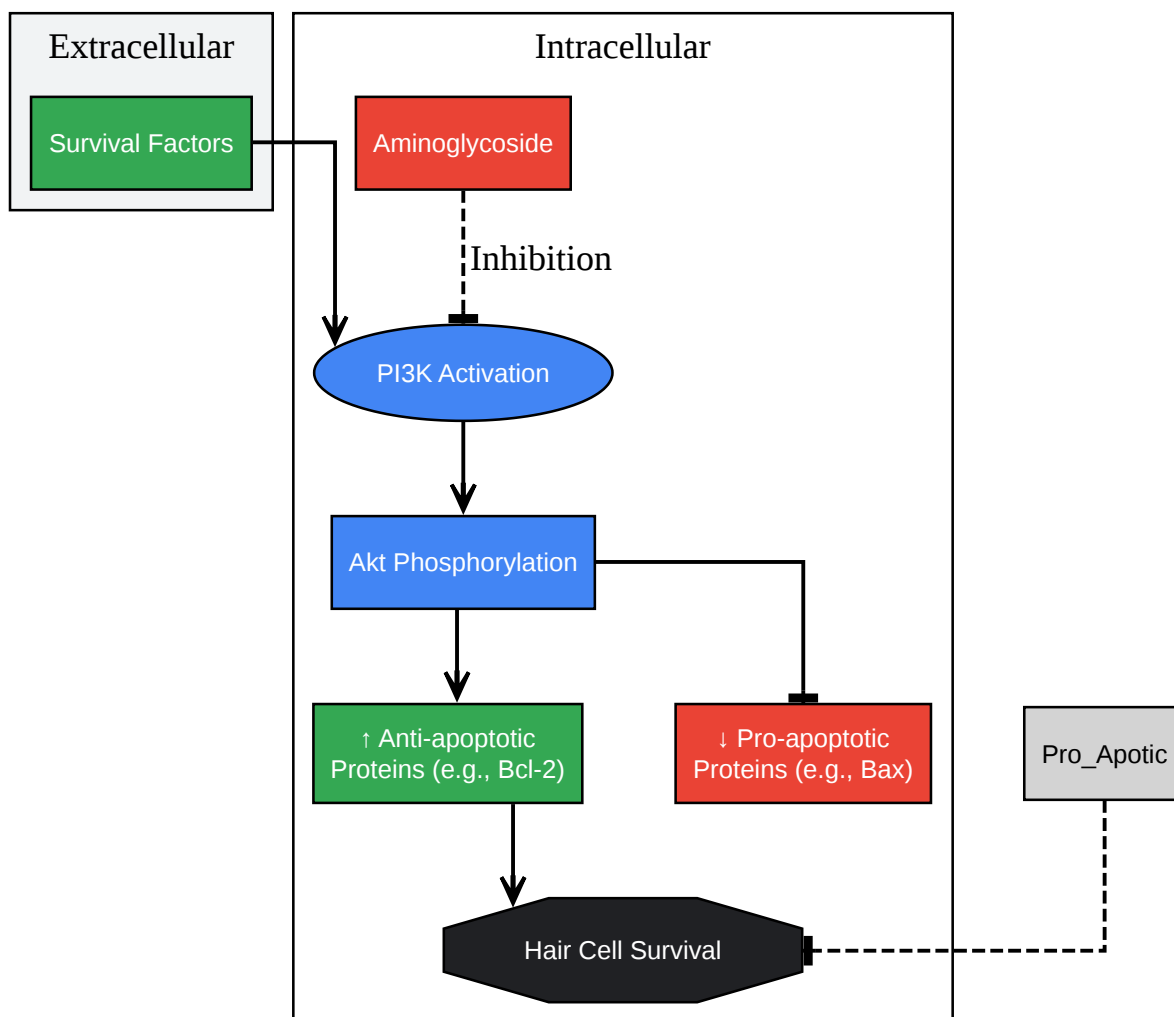 Extracellular
Intracellular
Survival Factors
Aminoglycoside
Inhibition
PI3K Activation
Akt Phosphorylation
↑ Anti-apoptotic
Proteins (e.g., Bcl-2)
↓ Pro-apoptotic
Proteins (e.g., Bax)
Pro_Apotic
Hair Cell Survival